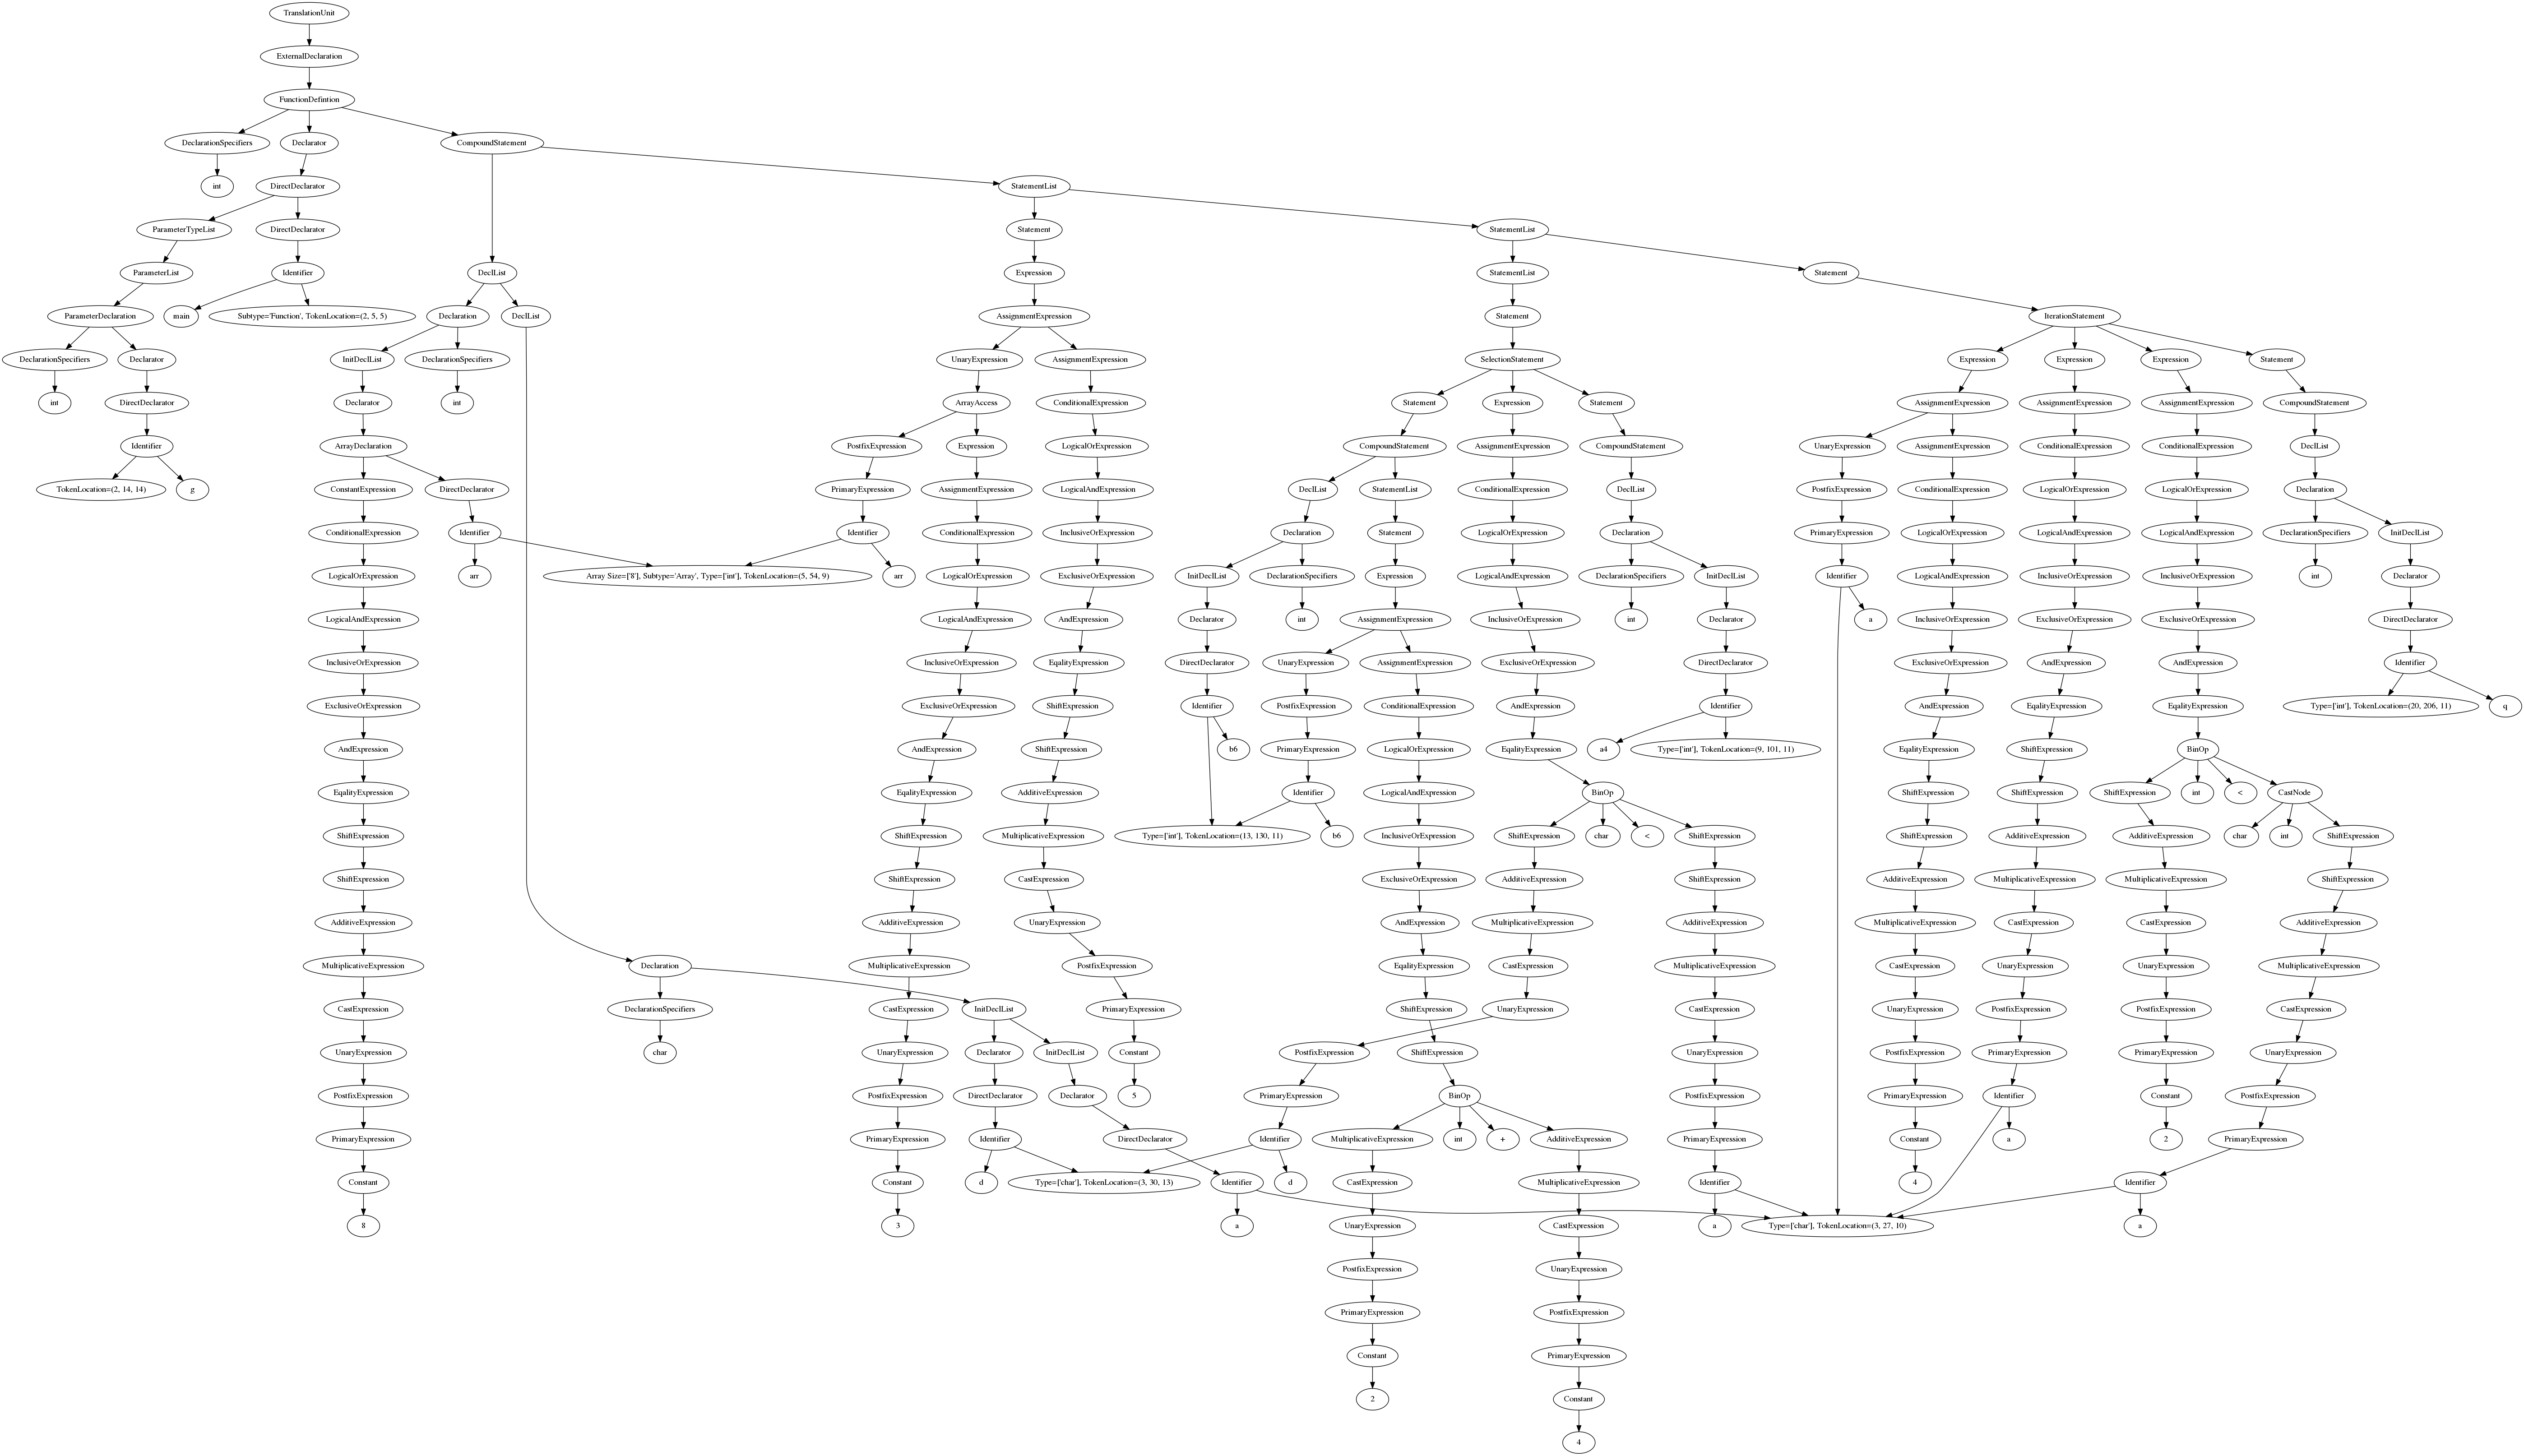 TranslationUnit
ExternalDeclaration
FunctionDefintion
DeclarationSpecifiers Declarator CompoundStatement
int DirectDeclarator StatementList
ParameterTypeList DirectDeclarator Statement StatementList
ParameterList Identifier DeclList Expression StatementList Statement
ParameterDeclaration main Subtype='Function', TokenLocation=(2, 5, 5) Declaration DeclList AssignmentExpression Statement IterationStatement
DeclarationSpecifiers Declarator InitDeclList DeclarationSpecifiers UnaryExpression AssignmentExpression SelectionStatement Expression Expression Expression Statement
int DirectDeclarator Declarator int ArrayAccess ConditionalExpression Statement Expression Statement AssignmentExpression AssignmentExpression AssignmentExpression CompoundStatement
Identifier ArrayDeclaration PostfixExpression Expression LogicalOrExpression CompoundStatement AssignmentExpression CompoundStatement UnaryExpression AssignmentExpression ConditionalExpression ConditionalExpression DeclList
TokenLocation=(2, 14, 14) g ConstantExpression DirectDeclarator PrimaryExpression AssignmentExpression LogicalAndExpression DeclList StatementList ConditionalExpression DeclList PostfixExpression ConditionalExpression LogicalOrExpression LogicalOrExpression Declaration
ConditionalExpression Identifier Identifier ConditionalExpression InclusiveOrExpression Declaration Statement LogicalOrExpression Declaration PrimaryExpression LogicalOrExpression LogicalAndExpression LogicalAndExpression DeclarationSpecifiers InitDeclList
LogicalOrExpression arr Array Size=['8'], Subtype='Array', Type=['int'], TokenLocation=(5, 54, 9) arr LogicalOrExpression ExclusiveOrExpression InitDeclList DeclarationSpecifiers Expression LogicalAndExpression DeclarationSpecifiers InitDeclList Identifier LogicalAndExpression InclusiveOrExpression InclusiveOrExpression int Declarator
LogicalAndExpression LogicalAndExpression AndExpression Declarator int AssignmentExpression InclusiveOrExpression int Declarator a InclusiveOrExpression ExclusiveOrExpression ExclusiveOrExpression DirectDeclarator
InclusiveOrExpression InclusiveOrExpression EqalityExpression DirectDeclarator UnaryExpression AssignmentExpression ExclusiveOrExpression DirectDeclarator ExclusiveOrExpression AndExpression AndExpression Identifier
ExclusiveOrExpression ExclusiveOrExpression ShiftExpression Identifier PostfixExpression ConditionalExpression AndExpression Identifier AndExpression EqalityExpression EqalityExpression Type=['int'], TokenLocation=(20, 206, 11) q
AndExpression AndExpression ShiftExpression b6 PrimaryExpression LogicalOrExpression EqalityExpression a4 Type=['int'], TokenLocation=(9, 101, 11) EqalityExpression ShiftExpression BinOp
EqalityExpression EqalityExpression AdditiveExpression Identifier LogicalAndExpression BinOp ShiftExpression ShiftExpression ShiftExpression int < CastNode
ShiftExpression ShiftExpression MultiplicativeExpression Type=['int'], TokenLocation=(13, 130, 11) b6 InclusiveOrExpression ShiftExpression char < ShiftExpression ShiftExpression AdditiveExpression AdditiveExpression char int ShiftExpression
ShiftExpression ShiftExpression CastExpression ExclusiveOrExpression AdditiveExpression ShiftExpression AdditiveExpression MultiplicativeExpression MultiplicativeExpression ShiftExpression
AdditiveExpression AdditiveExpression UnaryExpression AndExpression MultiplicativeExpression AdditiveExpression MultiplicativeExpression CastExpression CastExpression AdditiveExpression
MultiplicativeExpression Declaration MultiplicativeExpression PostfixExpression EqalityExpression CastExpression MultiplicativeExpression CastExpression UnaryExpression UnaryExpression MultiplicativeExpression
CastExpression DeclarationSpecifiers CastExpression InitDeclList PrimaryExpression ShiftExpression UnaryExpression CastExpression UnaryExpression PostfixExpression PostfixExpression CastExpression
UnaryExpression char UnaryExpression Declarator InitDeclList Constant PostfixExpression ShiftExpression UnaryExpression PostfixExpression PrimaryExpression PrimaryExpression UnaryExpression
PostfixExpression PostfixExpression DirectDeclarator Declarator 5 PrimaryExpression BinOp PostfixExpression PrimaryExpression Identifier Constant PostfixExpression
PrimaryExpression PrimaryExpression Identifier DirectDeclarator Identifier MultiplicativeExpression int + AdditiveExpression PrimaryExpression Constant a 2 PrimaryExpression
Constant Constant d Type=['char'], TokenLocation=(3, 30, 13) Identifier d CastExpression MultiplicativeExpression Identifier 4 Identifier
8 3 a UnaryExpression CastExpression a Type=['char'], TokenLocation=(3, 27, 10) a
PostfixExpression UnaryExpression
PrimaryExpression PostfixExpression
Constant PrimaryExpression
2 Constant
4